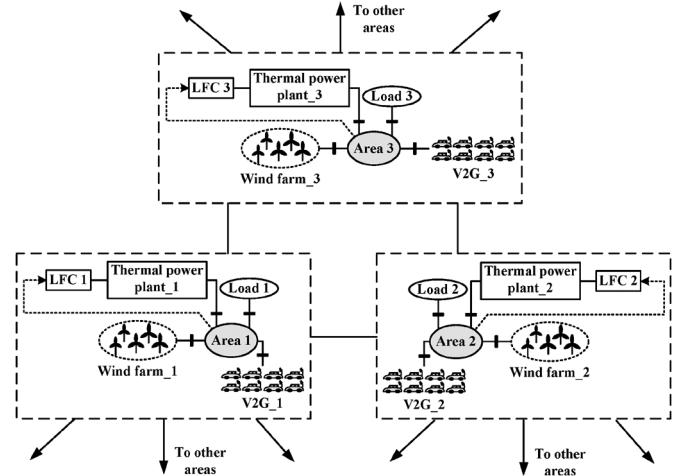 To other
areas
LFC 3
Thermal power
plant_3
Load 3
Area 3
Wind farm_3
V2G_3
LFC 1
Thermal power
plant_1
Load 1
Area 1
Wind farm_1
V2G_1
Load 2
Thermal power
plant_2
LFC 2
Area 2
Wind farm_2
V2G_2
To other
areas
To other
areas